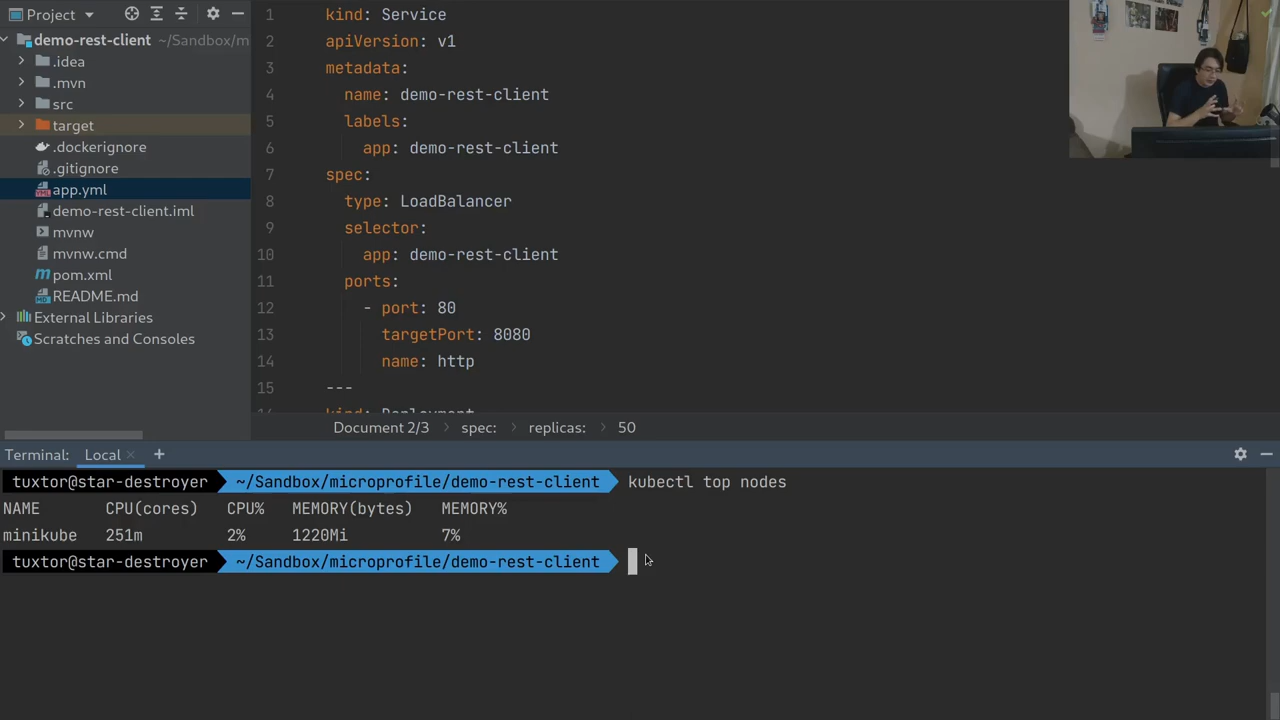 Project
demo-rest-client ~/Sandbox/m
.idea
.mvn
src
target
.dockerignore
.gitignore
app.yml
demo-rest-client.iml
mvnw
mvnw.cmd
pom.xml
README.md
External Libraries
Scratches and Consoles
1 kind: Service
2 apiVersion: v1
3 metadata:
4 name: demo-rest-client
5 labels:
6 app: demo-rest-client
7 spec:
8 type: LoadBalancer
9 selector:
10 app: demo-rest-client
11 ports:
12 - port: 80
13 targetPort: 8080
14 name: http
15 ---
16 kind: Deployment
Document 2/3 spec: replicas: 50
Terminal: Local
tuxtor@star-destroyer ~/Sandbox/microprofile/demo-rest-client kubectl top nodes
NAME CPU(cores) CPU% MEMORY(bytes) MEMORY%
minikube 251m 2% 1220Mi 7%
tuxtor@star-destroyer ~/Sandbox/microprofile/demo-rest-client